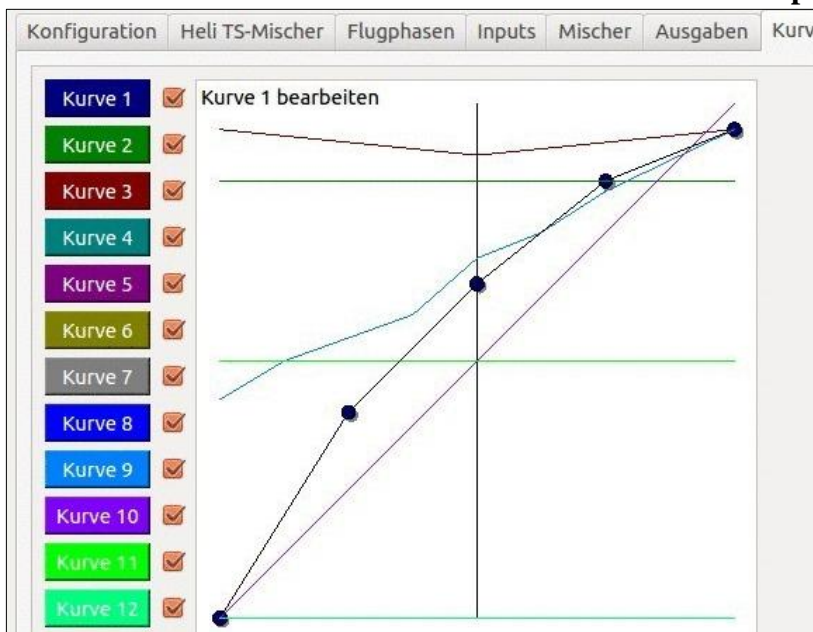 Konfiguration Heli TS-Mischer Flugphasen Inputs Mischer Ausgaben Kurv
Kurve 1 bearbeiten
Kurve 1
Kurve 2
Kurve 3
Kurve 4
Kurve 5
Kurve 6
Kurve 7
Kurve 8
Kurve 9
Kurve 10
Kurve 11
Kurve 12